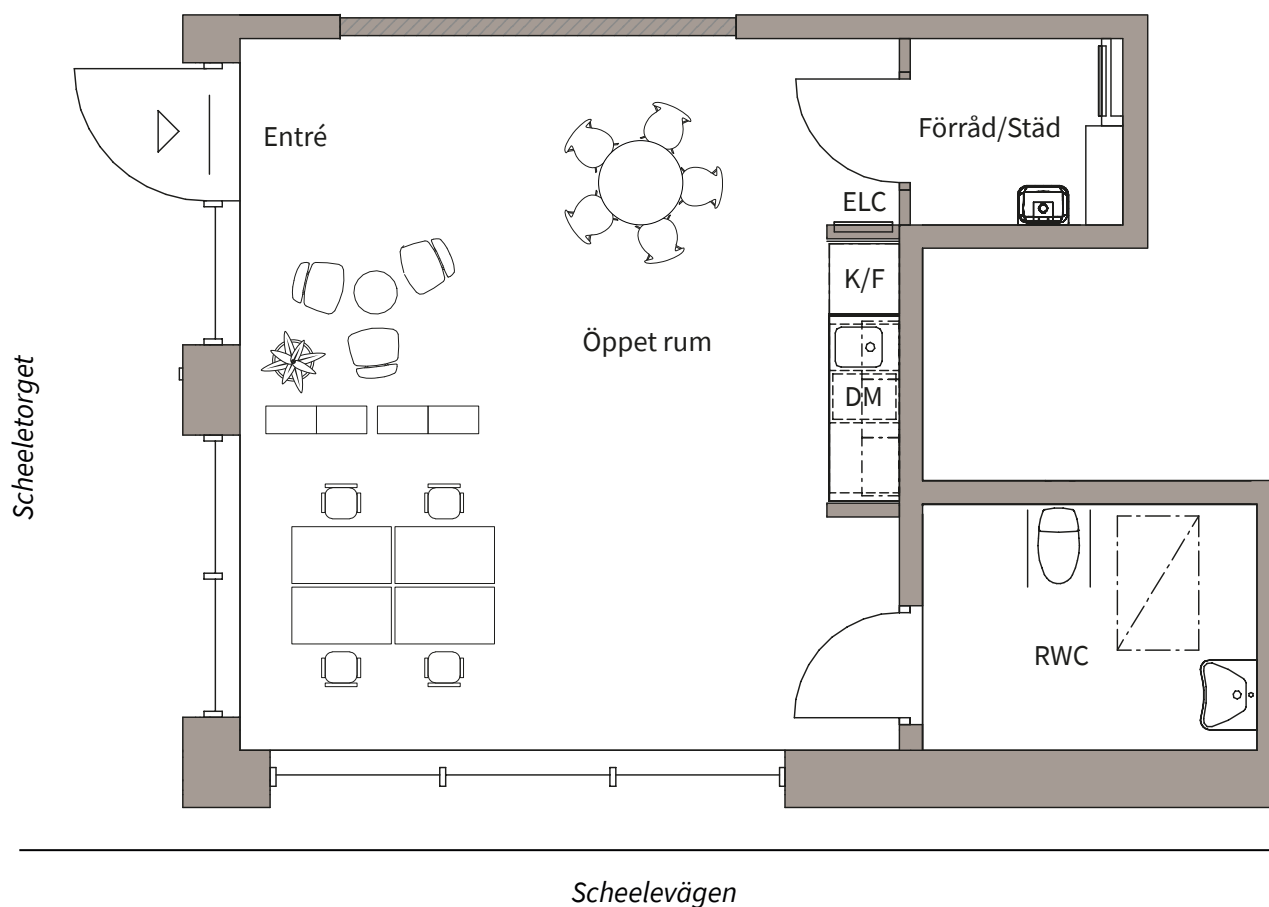 Entré
Förråd/Städ
ELC
K/F
Öppet rum
DM
Scheeletorget
RWC
Scheelevägen